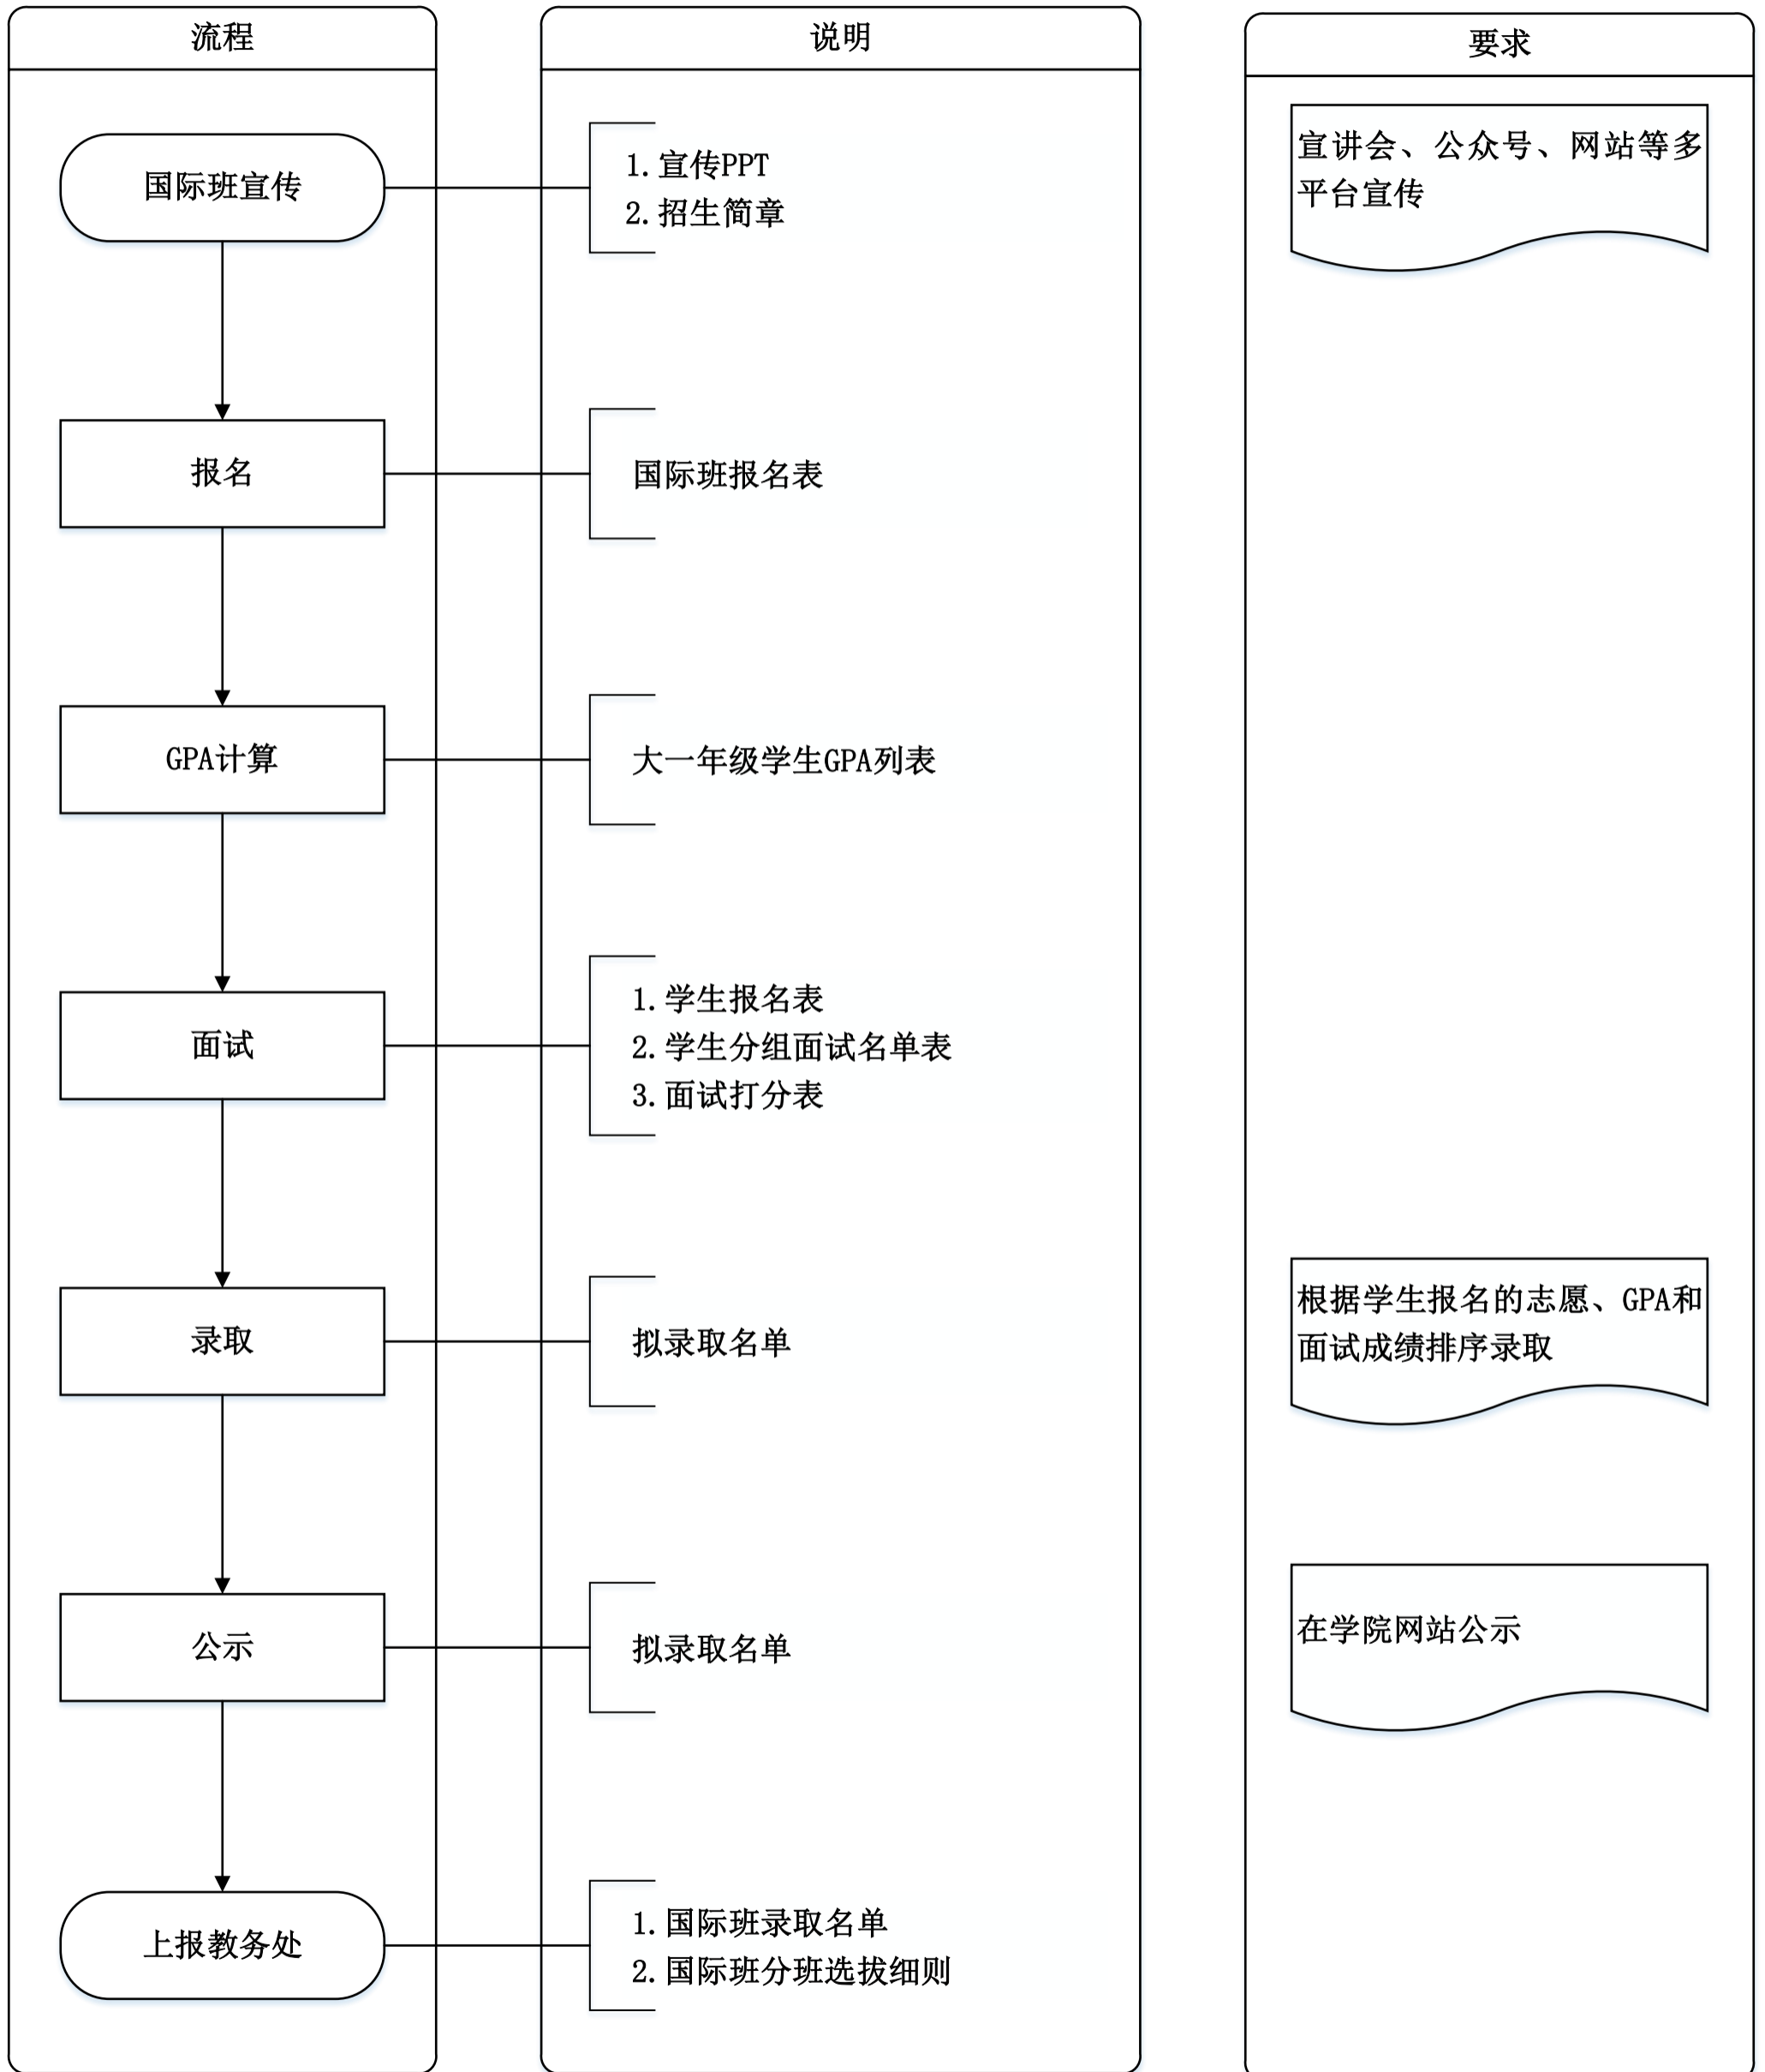 流程
说明
要求
国际班宣传
1.宣传PPT
2.招生简章
宣讲会、公众号、网站等多
平台宣传
报名
国际班报名表
GPA计算
大一年级学生GPA列表
面试
1.学生报名表
2.学生分组面试名单表
3.面试打分表
录取
拟录取名单
根据学生报名的志愿、GPA和
面试成绩排序录取
公示
拟录取名单
在学院网站公示
上报教务处
1.国际班录取名单
2.国际班分班选拔细则